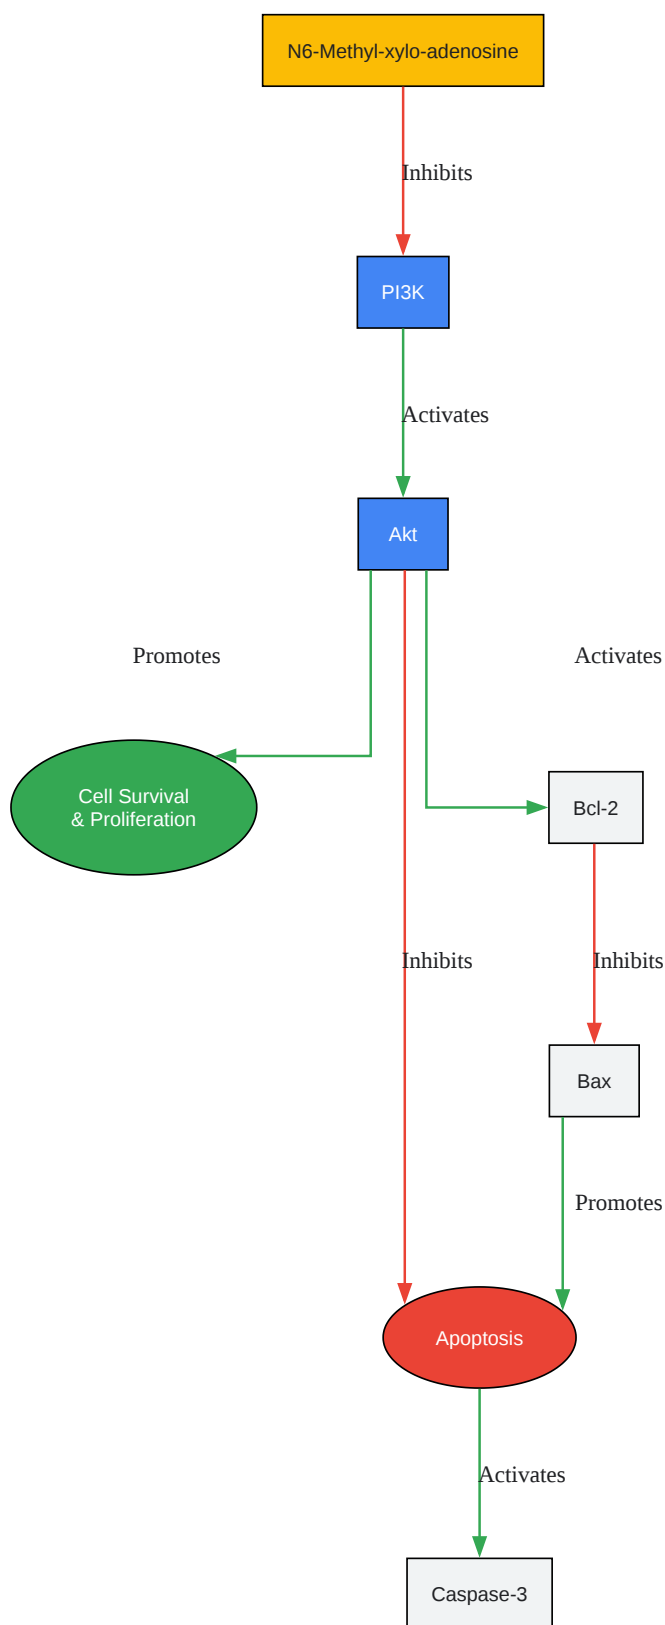 N6-Methyl-xylo-adenosine
Inhibits
PI3K
Activates
Akt
Promotes
Activates
Cell Survival
& Proliferation
Bcl-2
Inhibits
Inhibits
Bax
Promotes
Apoptosis
Activates
Caspase-3